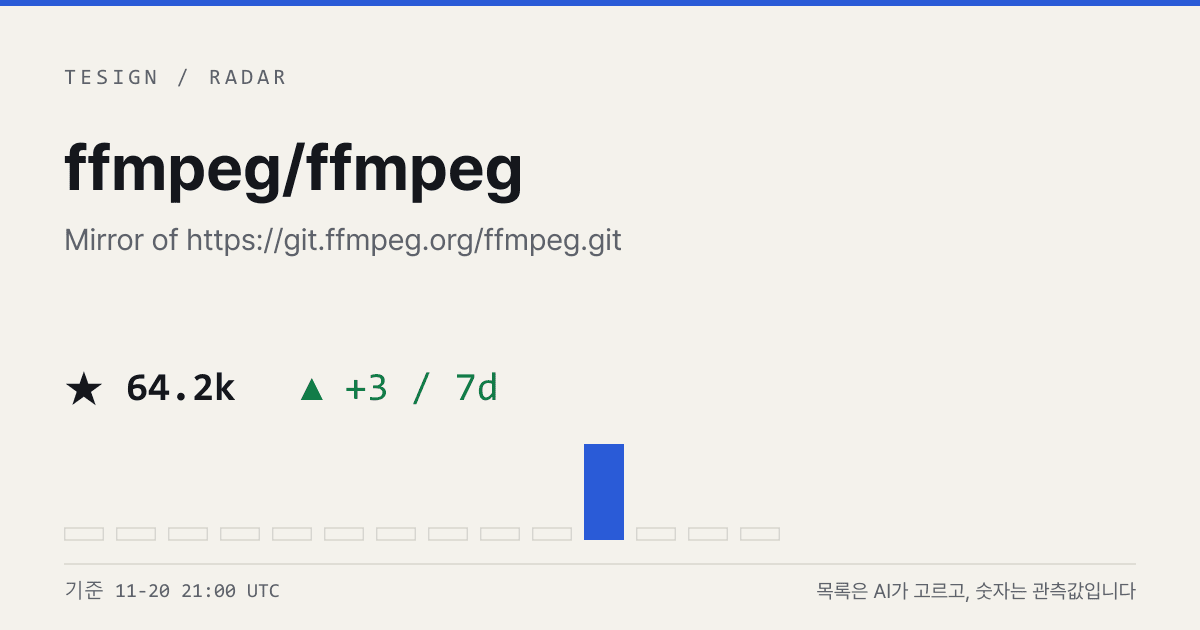 TESIGN / RADAR
ffmpeg/ffmpeg
Mirror of https://git.ffmpeg.org/ffmpeg.git
★ 64.2k ▲ +3 / 7d
기준 11-20 21:00 UTC
목록은 AI가 고르고, 숫자는 관측값입니다